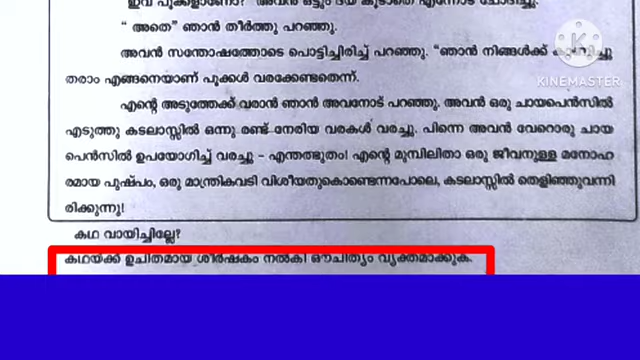 ഇവ പൂക്കളാണോ? അവൻ ഒട്ടും ദയ കൂടാതെ എന്നോട് ചോദിച്ചു.
“ അതെ” ഞാൻ തീർത്തു പറഞ്ഞു.
അവൻ സന്തോഷത്തോടെ പൊട്ടിച്ചിരിച്ച് പറഞ്ഞു. “ഞാൻ നിങ്ങൾക്ക് കാണിച്ചു
തരാം എങ്ങനെയാണ് പൂക്കൾ വരക്കേണ്ടതെന്ന്.
എന്റെ അടുത്തേക്ക് വരാൻ ഞാൻ അവനോട് പറഞ്ഞു. അവൻ ഒരു ചായപെൻസിൽ
എടുത്തു കടലാസ്സിൽ ഒന്നു രണ്ട് നേരിയ വരകൾ വരച്ചു. പിന്നെ അവൻ വേറൊരു ചായ
പെൻസിൽ ഉപയോഗിച്ച് വരച്ചു – എന്തത്ഭുതം! എന്റെ മുമ്പിലിതാ ഒരു ജീവനുള്ള മനോഹ
രമായ പുഷ്പം, ഒരു മാന്ത്രികവടി വിശീയതുകൊണ്ടെന്നപോലെ, കടലാസ്സിൽ തെളിഞ്ഞുവന്നി
രിക്കുന്നു!
കഥ വായിച്ചില്ലേ?
കഥയ്ക്ക് ഉചിതമായ ശീർഷകം നൽകി ഔചിത്യം വ്യക്തമാക്കുക.
KINEMASTER